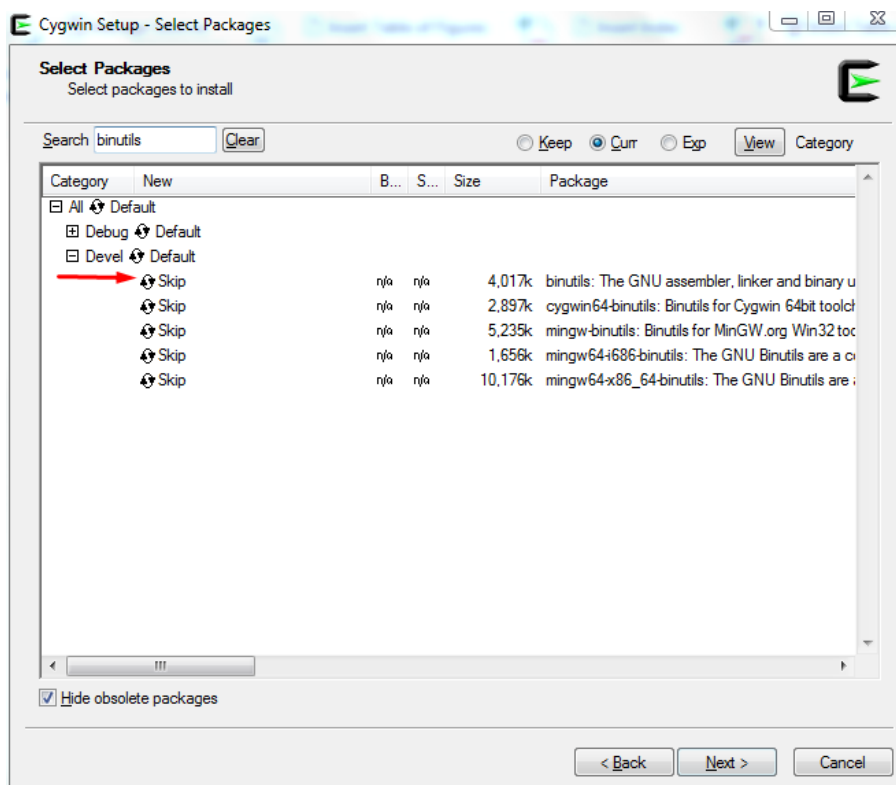 Cygwin Setup - Select Packages
Select Packages
Select packages to install
Search binutils Clear Keep Curr Exp View Category
Category New B... S... Size Package
All Default
Debug Default
Devel Default
Skip n/a n/a 4,017k binutils: The GNU assembler, linker and binary u
Skip n/a n/a 2,897k cygwin64-binutils: Binutils for Cygwin 64bit toolch
Skip n/a n/a 5,235k mingw-binutils: Binutils for MinGW.org Win32 too
Skip n/a n/a 1,656k mingw64-i686-binutils: The GNU Binutils are a co
Skip n/a n/a 10,176k mingw64-x86_64-binutils: The GNU Binutils are
Hide obsolete packages
< Back Next > Cancel